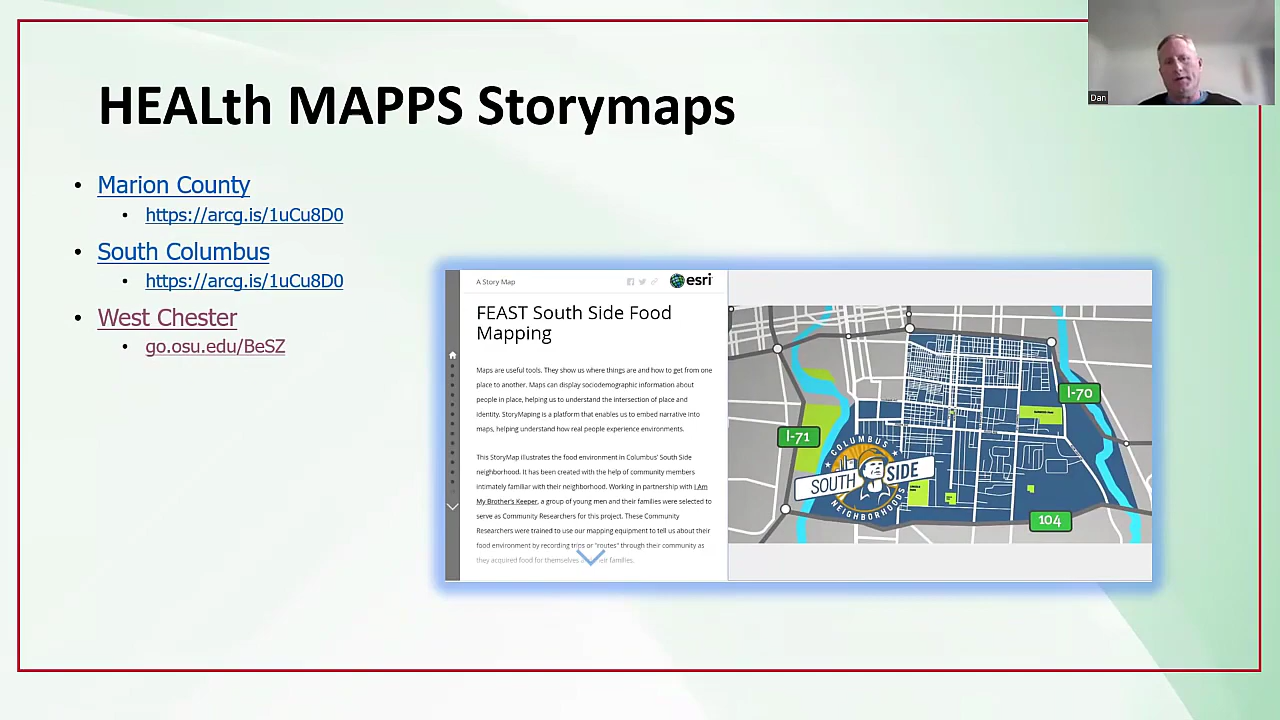 HEALth MAPPS Storymaps
Dan
• Marion County
• https://arcg.is/1uCu8D0
• South Columbus
• https://arcg.is/1uCu8D0
• West Chester
• go.osu.edu/BeSZ
A Story Map
esri
FEAST South Side Food
Mapping
Maps are useful tools. They show us where things are and how to get from one
place to another. Maps can display sociodemographic information about
people in place, helping us to understand the intersection of place and
identity. StoryMaping is a platform that enables us to embed narrative into
maps, helping understand how real people experience environments.
This StoryMap illustrates the food environment in Columbus' South Side
neighborhood. It has been created with the help of community members
intimately familiar with their neighborhood. Working in partnership with I Am
My Brother's Keeper, a group of young men and their families were selected to
serve as Community Researchers for this project. These Community
Researchers were trained to use our mapping equipment to tell us about their
food environment by recording trips or "routes" through their community as
they acquired food for themselves families.
I-70
I-71
COLUMBUS
SOUTH SIDE
NEIGHBORHOODS
104